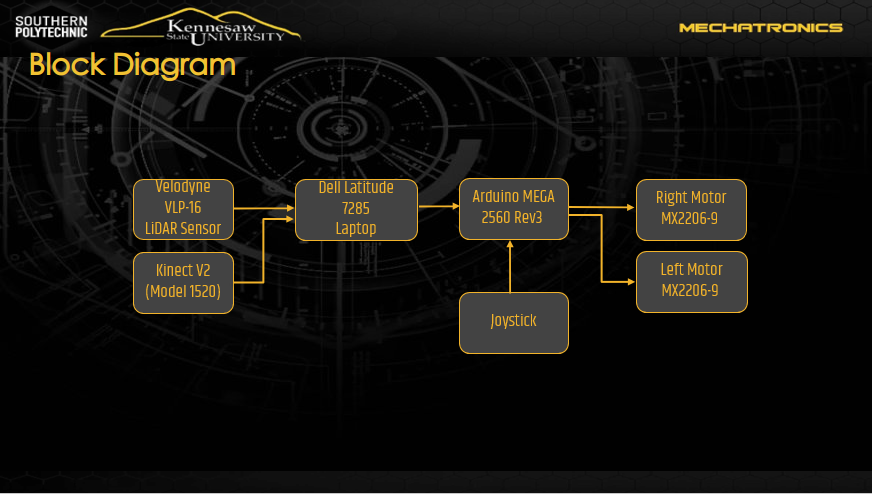 SOUTHERN
POLYTECHNIC
Kennesaw
State UNIVERSITY
MECHATRONICS
Block Diagram
Velodyne
VLP-16
LiDAR Sensor
Dell Latitude
7285
Laptop
Arduino MEGA
2560 Rev3
Right Motor
MX2206-9
Kinect V2
(Model 1520)
Left Motor
MX2206-9
Joystick